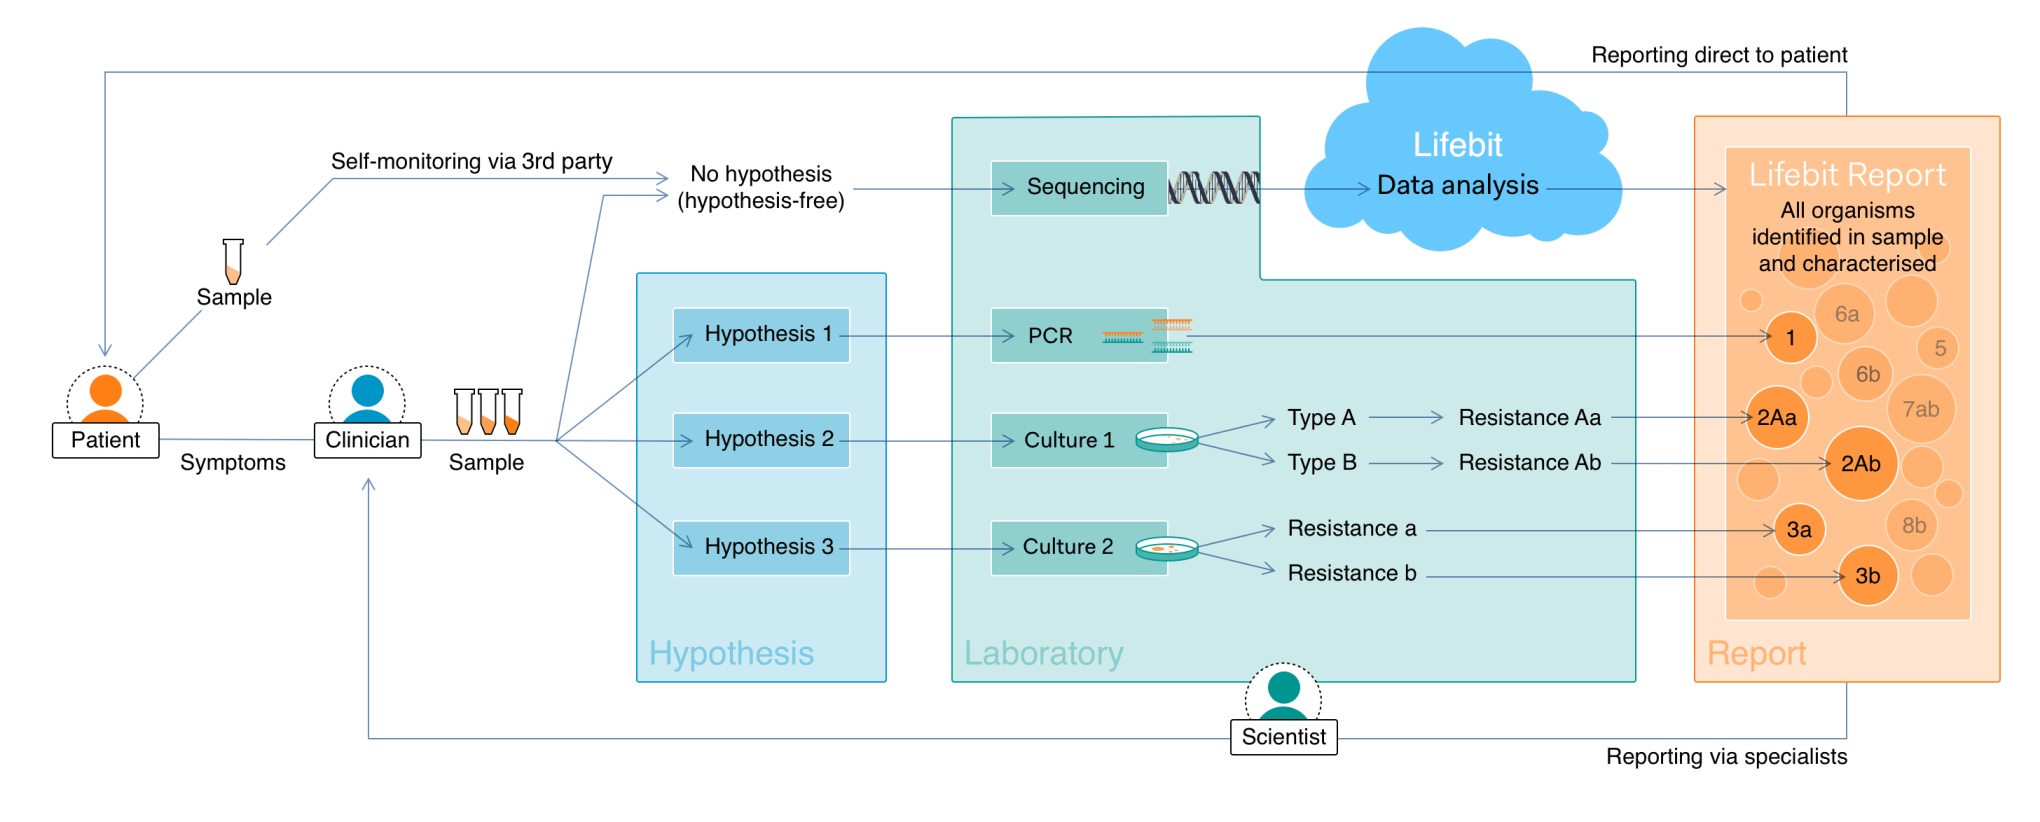 Reporting direct to patient
Self-monitoring via 3rd party
No hypothesis
(hypothesis-free)
Sequencing
Lifebit
Data analysis
Lifebit Report
All organisms
identified in sample
and characterised
Sample
Hypothesis 1
PCR
1
6a
5
6b
7ab
Patient
Symptoms
Clinician
Sample
Hypothesis 2
Culture 1
Type A
Resistance Aa
2Aa
Type B
Resistance Ab
2Ab
Hypothesis 3
Culture 2
Resistance a
3a
8b
Resistance b
3b
Hypothesis
Laboratory
Report
Scientist
Reporting via specialists